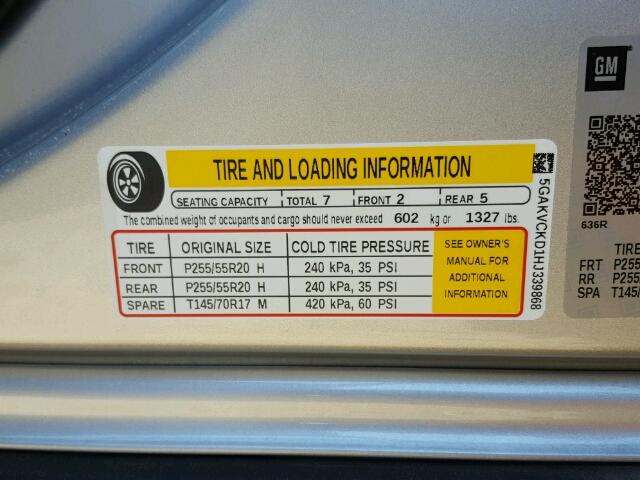 TIRE AND LOADING INFORMATION
SEATING CAPACITY TOTAL 7 FRONT 2 REAR 5
The combined weight of occupants and cargo should never exceed 602 kg or 1327 lbs.
TIRE ORIGINAL SIZE COLD TIRE PRESSURE
FRONT P255/55R20 H 240 kPa, 35 PSI
REAR P255/55R20 H 240 kPa, 35 PSI
SPARE T145/70R17 M 420 kPa, 60 PSI
SEE OWNER'S
MANUAL FOR
ADDITIONAL
INFORMATION
5GAKVCKD1HJ339868
GM
636R
TIRE
FRT P255
RR P255
SPA T145/